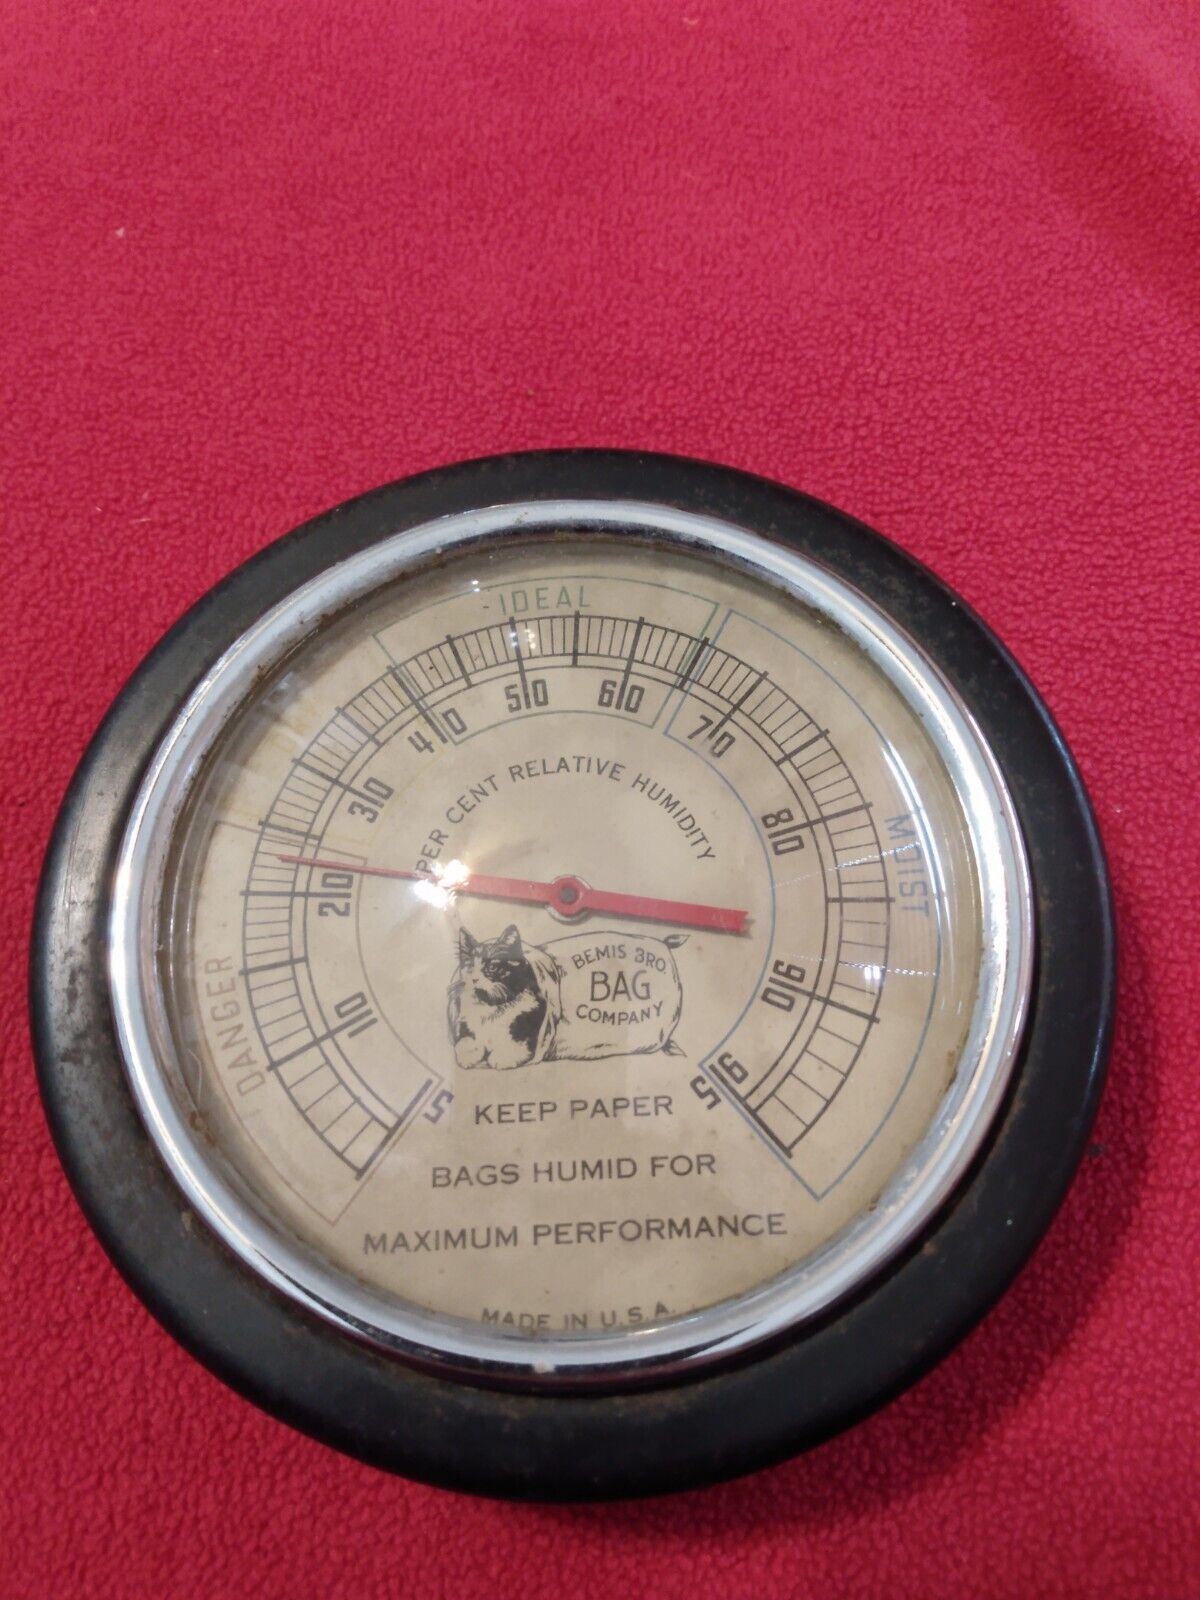 IDEAL
DANGER
MOIST
5
10
20
30
40
50
60
70
80
90
95
PER CENT RELATIVE HUMIDITY
BEMIS BRO.
BAG
COMPANY
KEEP PAPER
BAGS HUMID FOR
MAXIMUM PERFORMANCE
MADE IN U.S.A.